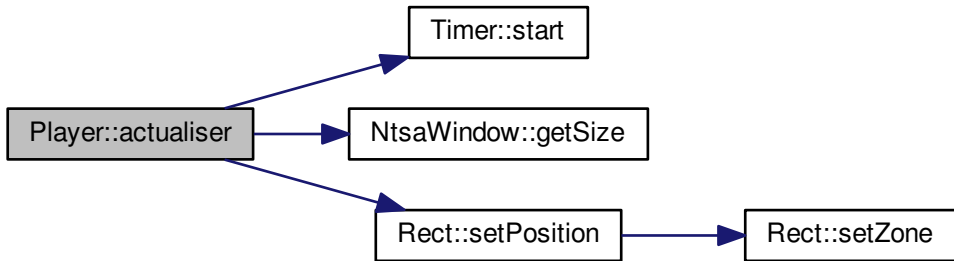 Timer::start
Player::actualiser
NtsaWindow::getSize
Rect::setPosition
Rect::setZone